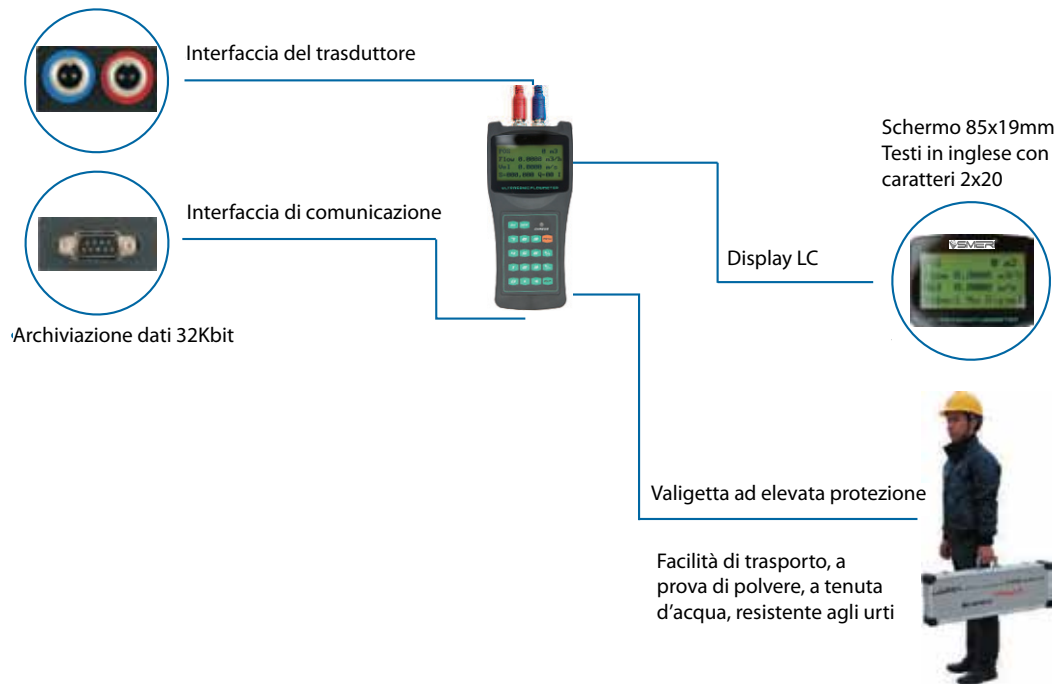 Interfaccia del trasduttore
Schermo 85x19mm
Testi in inglese con
caratteri 2x20
Interfaccia di comunicazione
Display LC
SMERI
Archiviazione dati 32Kbit
Valigetta ad elevata protezione
Facilità di trasporto, a
prova di polvere, a tenuta
d'acqua, resistente agli urti